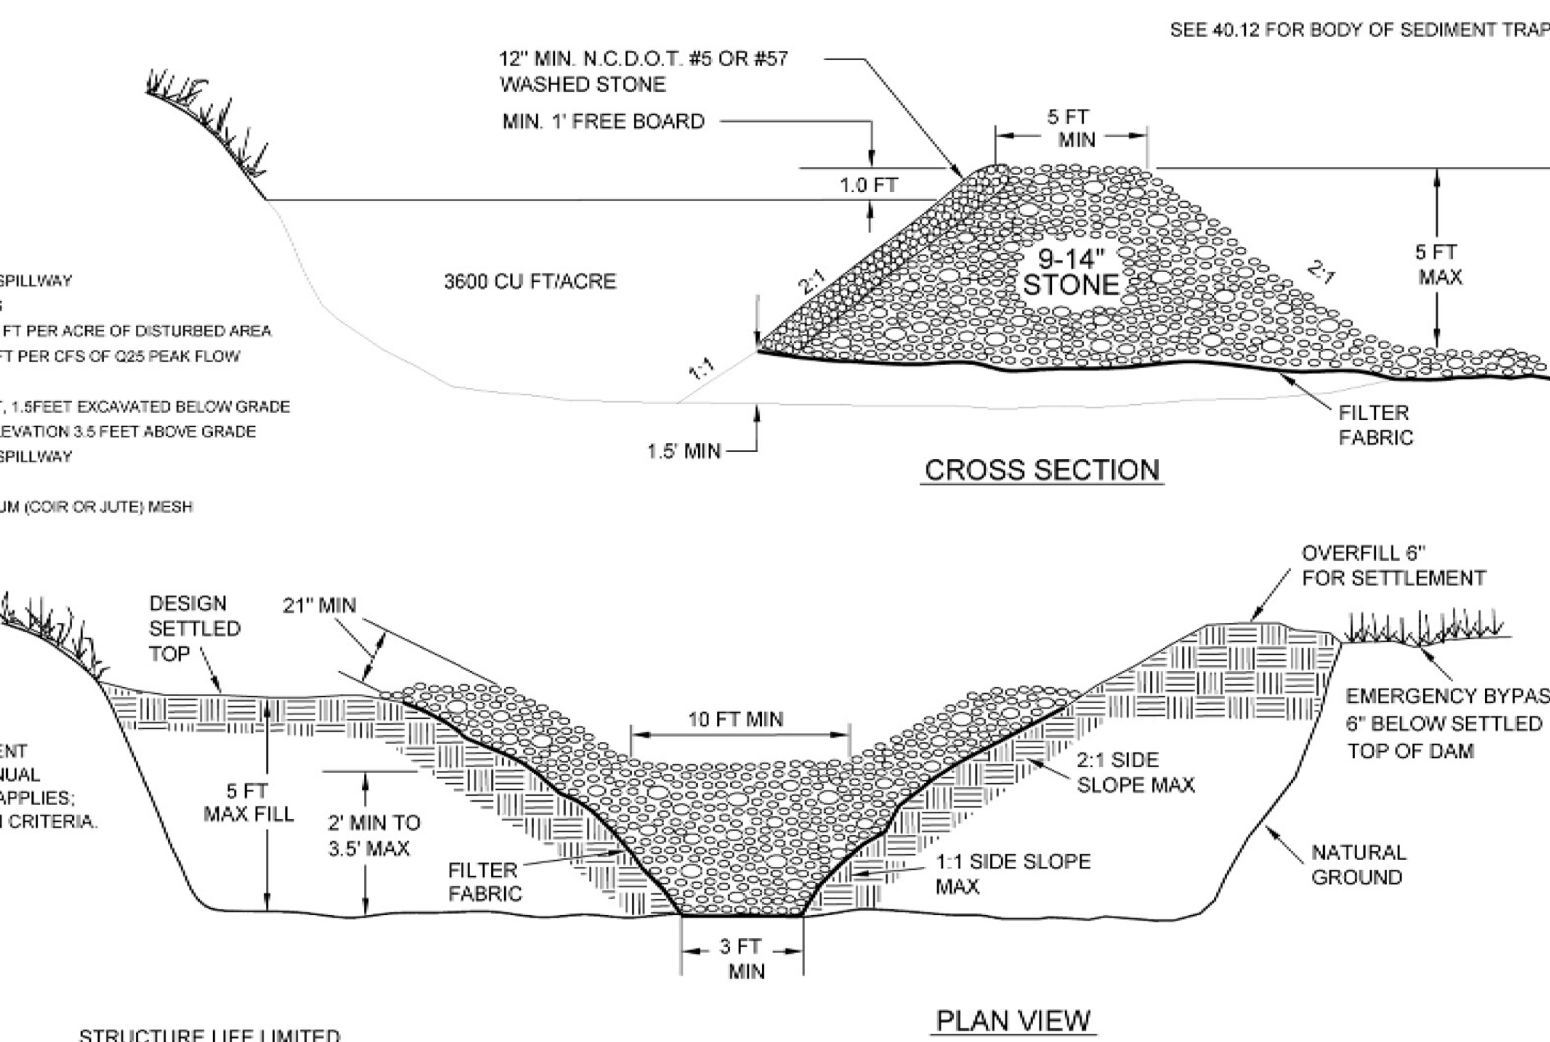 SEE 40.12 FOR BODY OF SEDIMENT TRAP
12" MIN. N.C.D.O.T. #5 OR #57
WASHED STONE
MIN. 1' FREE BOARD
5 FT
MIN
1.0 FT
3600 CU FT/ACRE
2:1
9-14"
STONE
2:1
5 FT
MAX
1:1
1.5' MIN
FILTER
FABRIC
CROSS SECTION
SPILLWAY
FT PER ACRE OF DISTURBED AREA
FT PER CFS OF Q25 PEAK FLOW
, 1.5FEET EXCAVATED BELOW GRADE
LEVATION 3.5 FEET ABOVE GRADE
SPILLWAY
UM (COIR OR JUTE) MESH
OVERFILL 6"
FOR SETTLEMENT
DESIGN
SETTLED
TOP
21" MIN
10 FT MIN
EMERGENCY BYPAS
6" BELOW SETTLED
TOP OF DAM
ENT
NUAL
APPLIES;
N CRITERIA.
5 FT
MAX FILL
2' MIN TO
3.5' MAX
2:1 SIDE
SLOPE MAX
FILTER
FABRIC
1:1 SIDE SLOPE
MAX
NATURAL
GROUND
3 FT
MIN
PLAN VIEW
STRUCTURE LIFE LIMITED